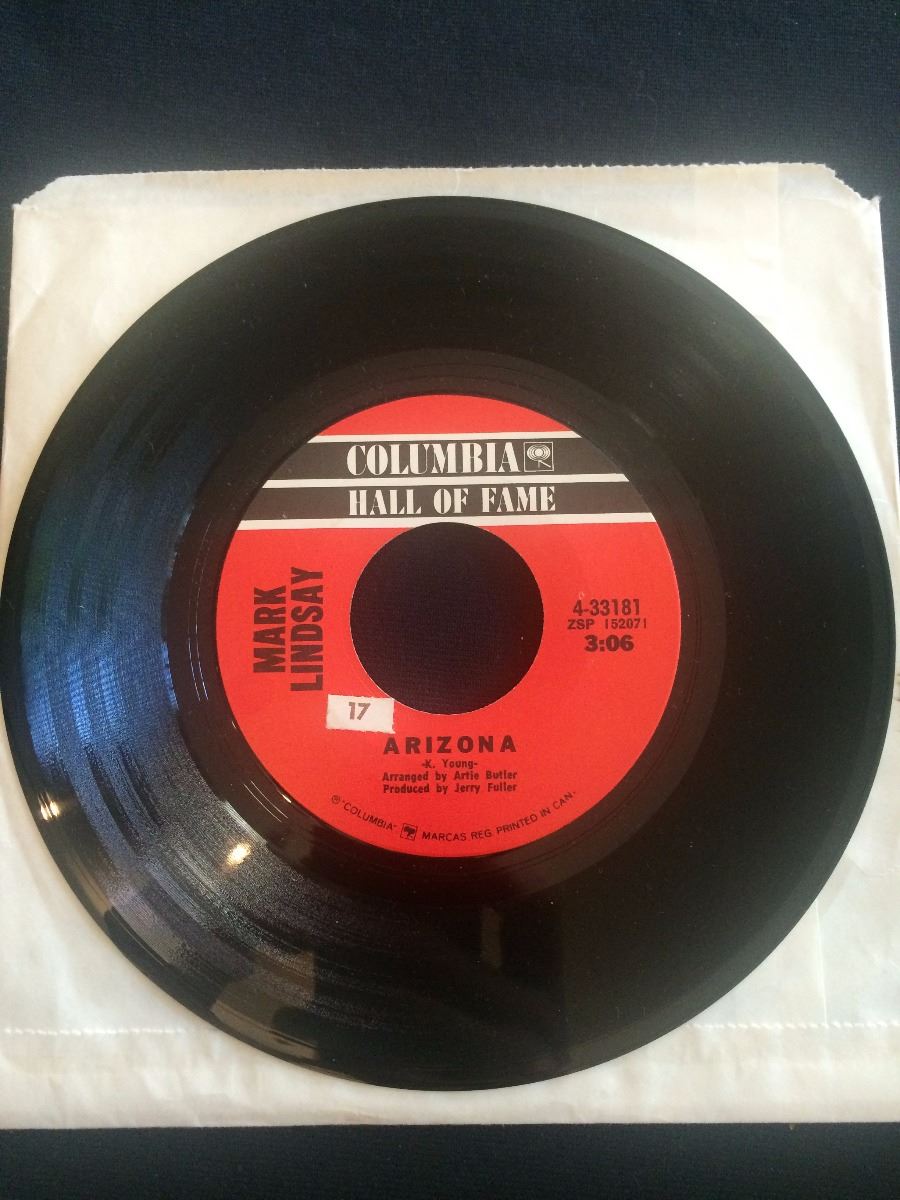 COLUMBIA
HALL OF FAME
MARK
LINDSAY
4-33181
ZSP 152071
3:06
17
ARIZONA
-K. Young-
Arranged by Artie Butler
Produced by Jerry Fuller
Ⓟ "COLUMBIA" MARCAS REG. PRINTED IN CAN.